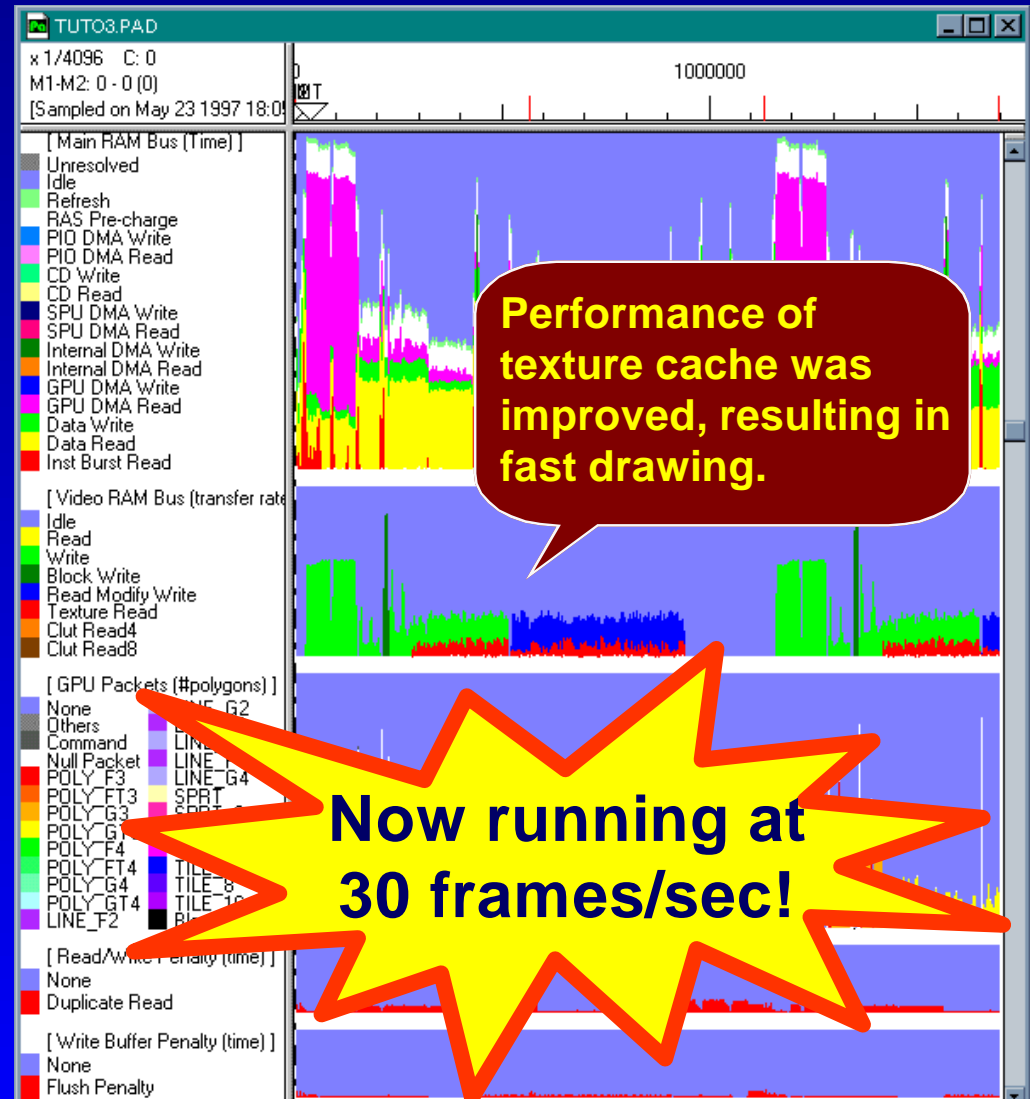 TUTO3.PAD
x 1/4096 C: 0
M1-M2: 0 - 0 (0)
[Sampled on May 23 1997 18:0
1000000
[ Main RAM Bus (Time) ]
Unresolved
Idle
Refresh
RAS Pre-charge
PIO DMA Write
PIO DMA Read
CD Write
CD Read
SPU DMA Write
SPU DMA Read
Internal DMA Write
Internal DMA Read
GPU DMA Write
GPU DMA Read
Data Write
Data Read
Inst Burst Read
Performance of
texture cache was
improved, resulting in
fast drawing.
[ Video RAM Bus (transfer rate
Idle
Read
Write
Block Write
Read Modify Write
Texture Read
Clut Read4
Clut Read8
[ GPU Packets (#polygons) ]
None
Others
Command
Null Packet
POLY_F3
LINE_G4
POLY_FT3
SPRT
POLY_G3
POLY_F4
POLY_FT4
POLY_G4
TILE_8
POLY_GT4
LINE_F2
Now running at
30 frames/sec!
[ Read/Write Penalty (time) ]
None
Duplicate Read
[ Write Buffer Penalty (time) ]
None
Flush Penalty